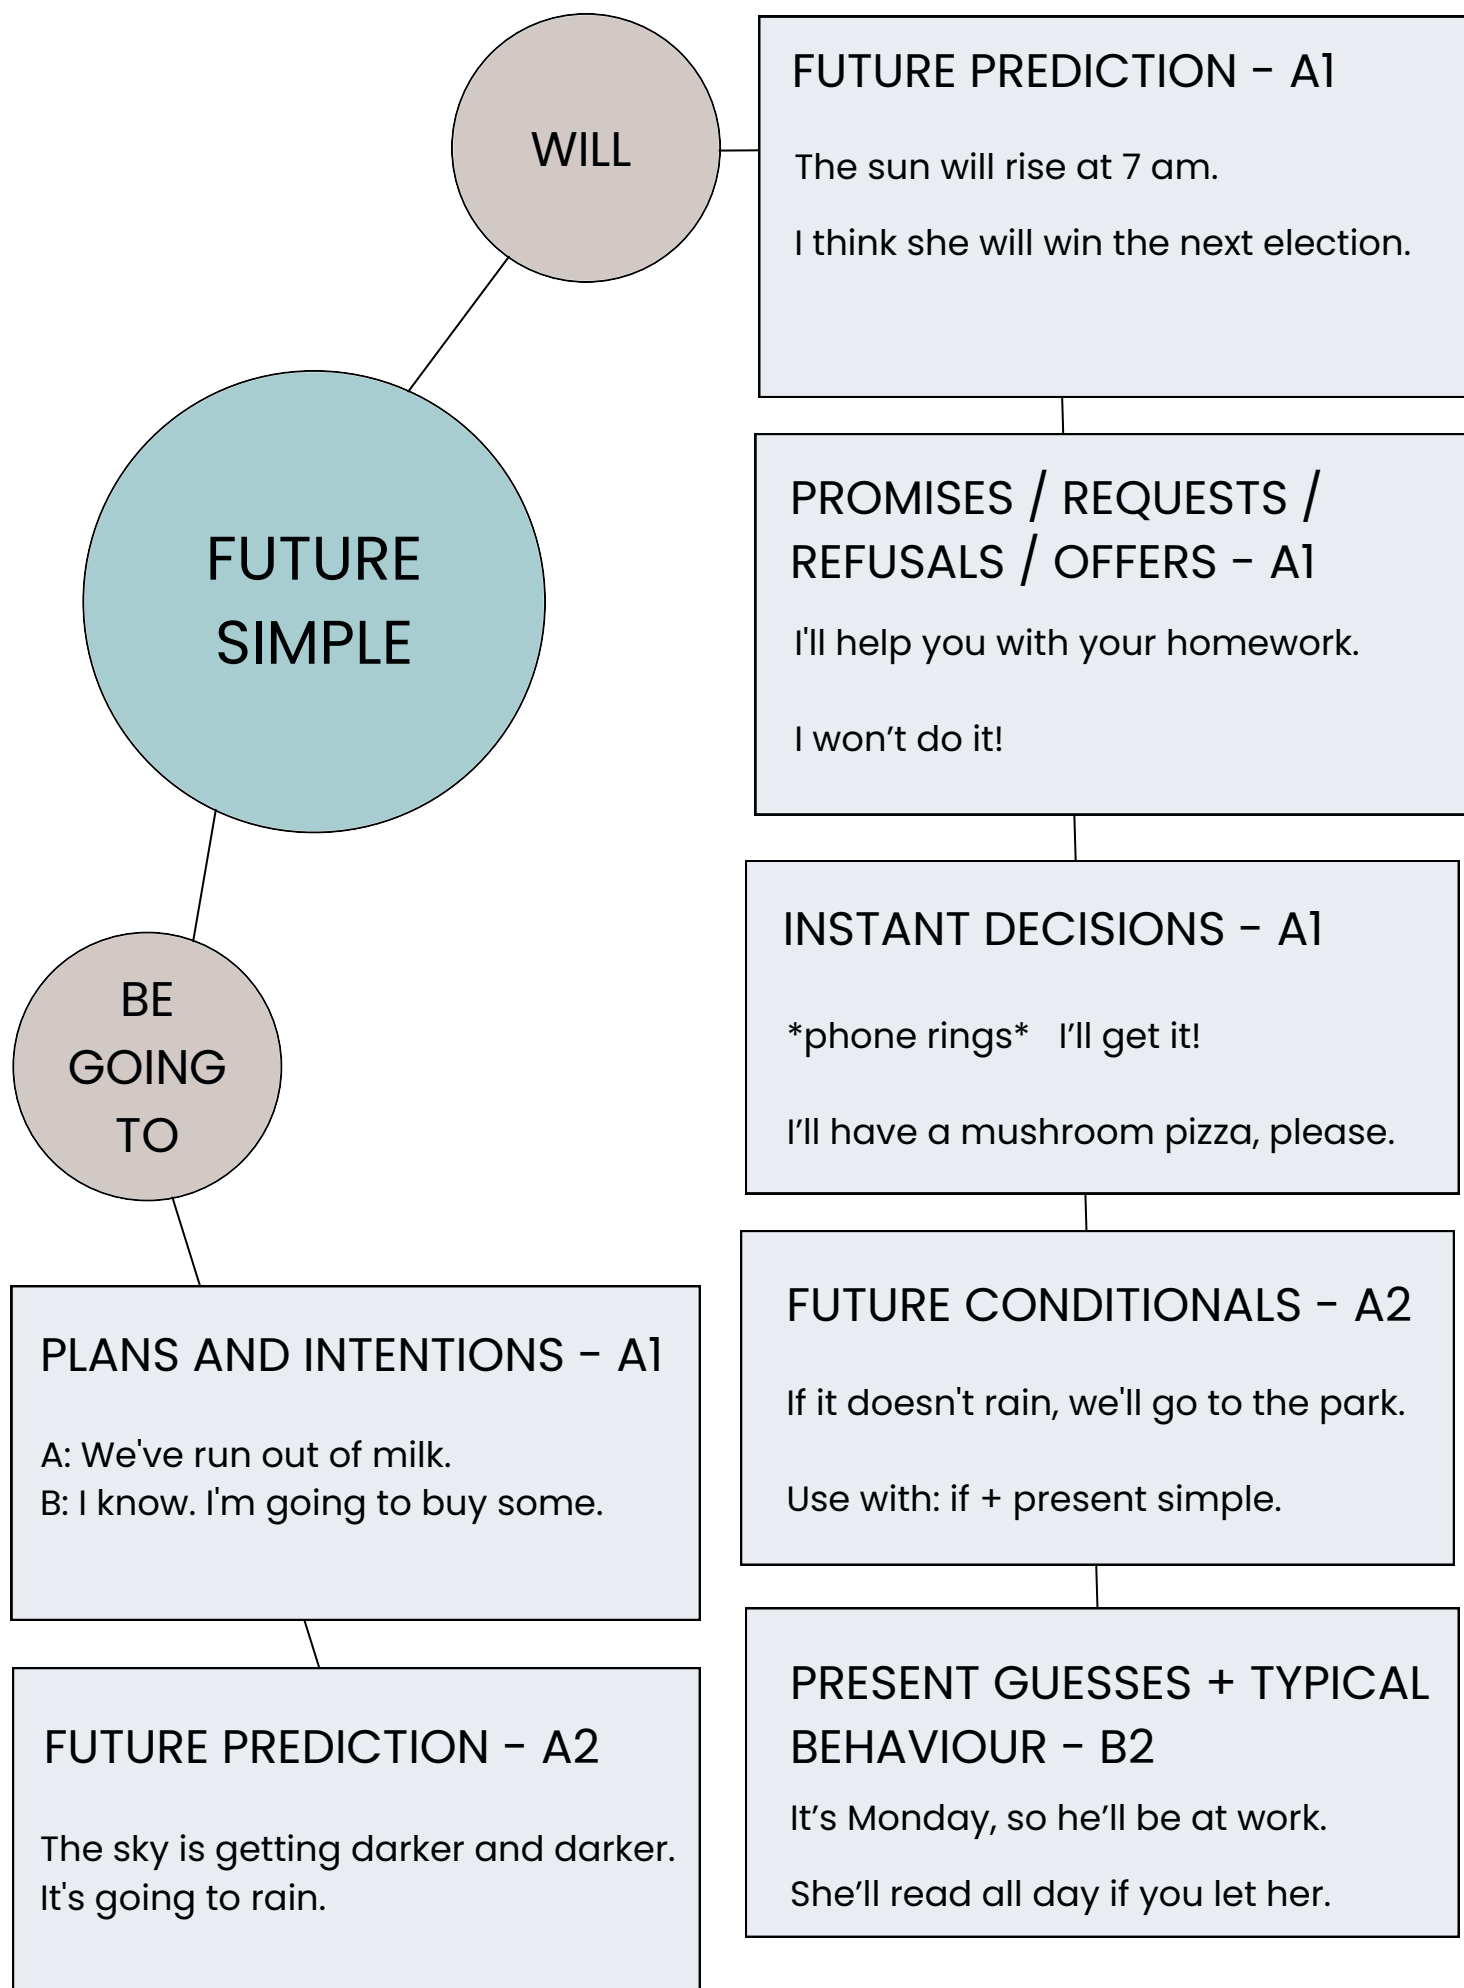 WILL
FUTURE PREDICTION - A1
The sun will rise at 7 am.
I think she will win the next election.
PROMISES / REQUESTS /
REFUSALS / OFFERS - A1
I'll help you with your homework.
I won’t do it!
INSTANT DECISIONS - A1
*phone rings* I’ll get it!
I’ll have a mushroom pizza, please.
FUTURE CONDITIONALS - A2
If it doesn't rain, we'll go to the park.
Use with: if + present simple.
PRESENT GUESSES + TYPICAL
BEHAVIOUR - B2
It’s Monday, so he’ll be at work.
She’ll read all day if you let her.
FUTURE
SIMPLE
BE
GOING
TO
PLANS AND INTENTIONS - A1
A: We've run out of milk.
B: I know. I'm going to buy some.
FUTURE PREDICTION - A2
The sky is getting darker and darker.
It's going to rain.